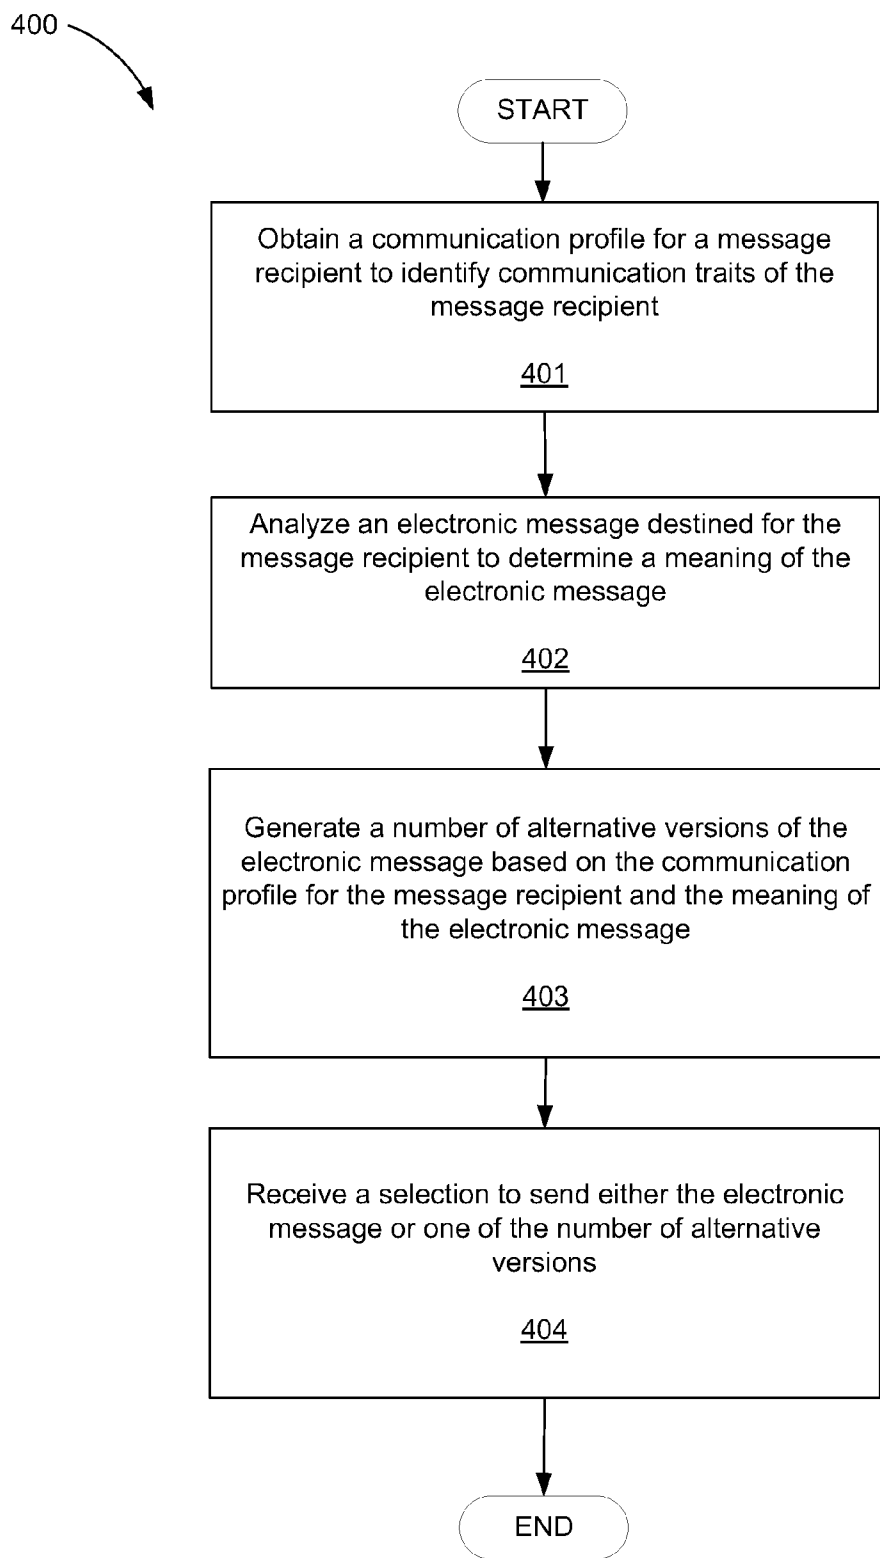 400
START
Obtain a communication profile for a message
recipient to identify communication traits of the
message recipient
401
Analyze an electronic message destined for the
message recipient to determine a meaning of the
electronic message
402
Generate a number of alternative versions of the
electronic message based on the communication
profile for the message recipient and the meaning of
the electronic message
403
Receive a selection to send either the electronic
message or one of the number of alternative
versions
404
END